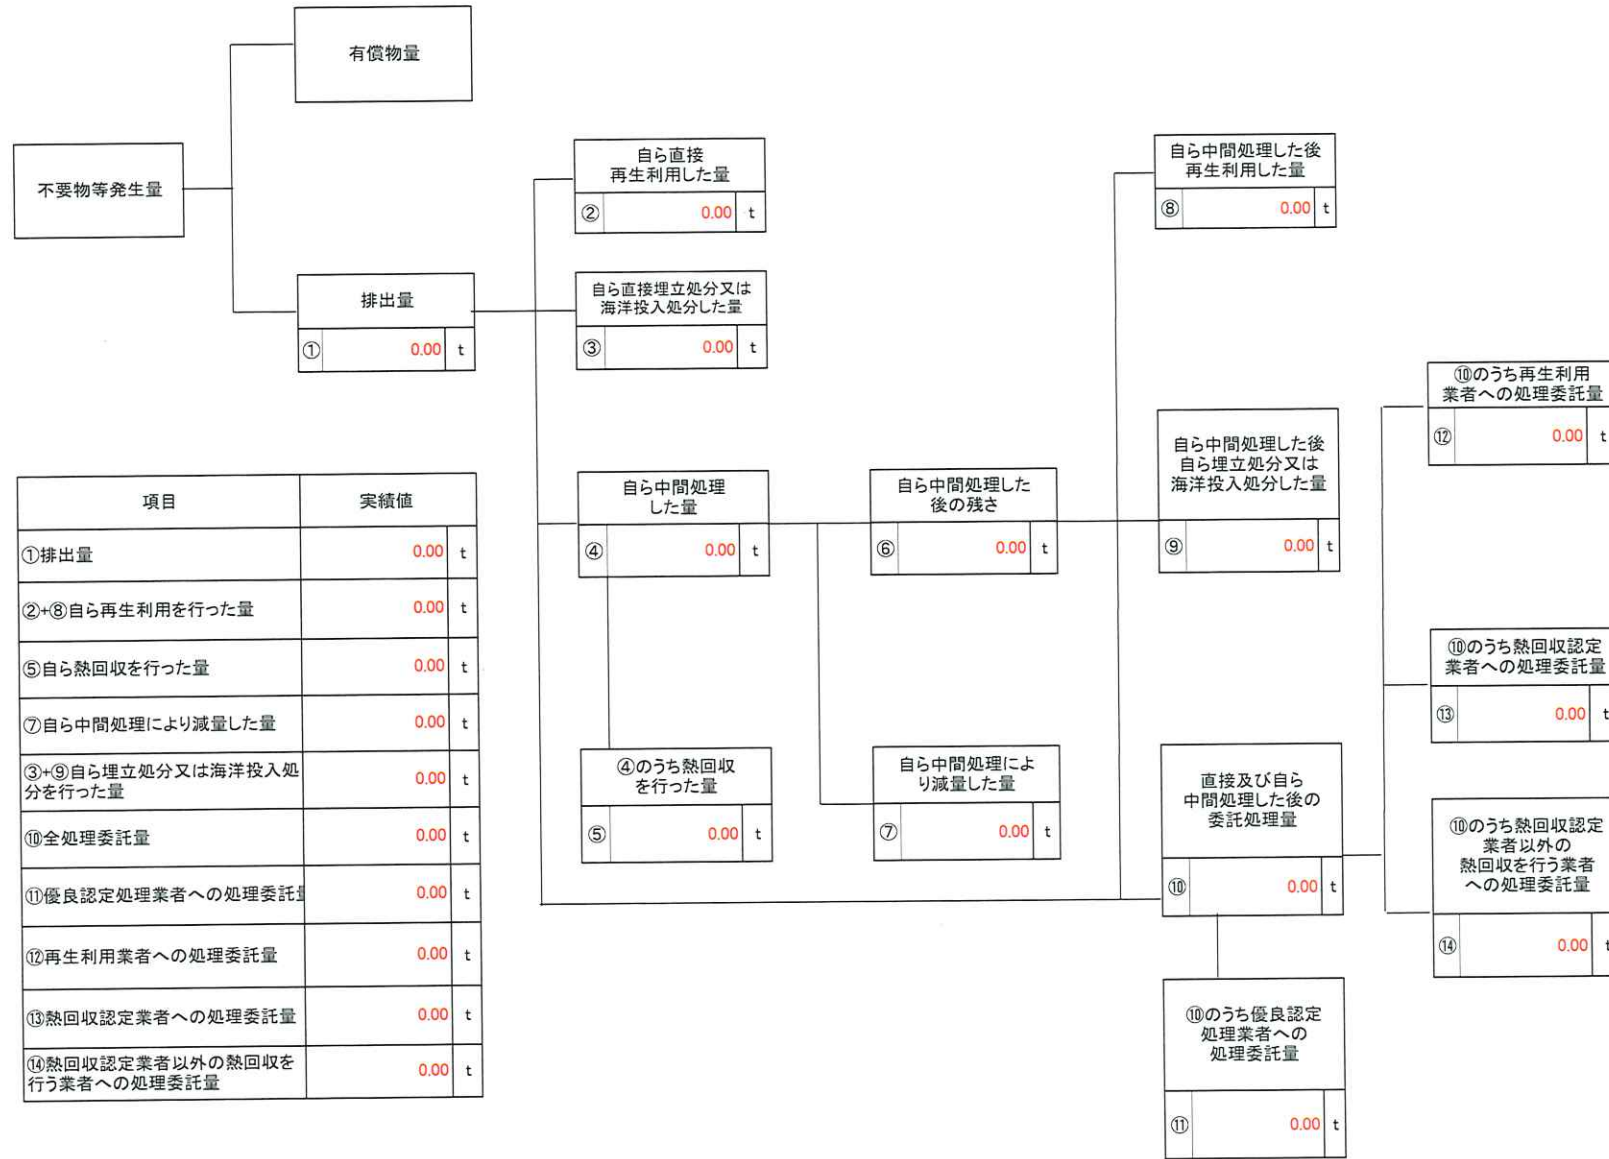 有償物量
不要物等発生量
排出量
① 0.00 t
自ら直接
再生利用した量
② 0.00 t
自ら直接埋立処分又は
海洋投入処分した量
③ 0.00 t
自ら中間処理
した量
④ 0.00 t
④のうち熱回収
を行った量
⑤ 0.00 t
自ら中間処理した
後の残さ
⑥ 0.00 t
自ら中間処理によ
り減量した量
⑦ 0.00 t
自ら中間処理した後
再生利用した量
⑧ 0.00 t
自ら中間処理した後
自ら埋立処分又は
海洋投入処分した量
⑨ 0.00 t
直接及び自ら
中間処理した後の
委託処理量
⑩ 0.00 t
⑩のうち優良認定
処理業者への
処理委託量
⑪ 0.00 t
⑩のうち再生利用
業者への処理委託量
⑫ 0.00 t
⑩のうち熱回収認定
業者への処理委託量
⑬ 0.00 t
⑩のうち熱回収認定
業者以外の
熱回収を行う業者
への処理委託量
⑭ 0.00 t
項目 実績値
①排出量 0.00 t
②+⑧自ら再生利用を行った量 0.00 t
⑤自ら熱回収を行った量 0.00 t
⑦自ら中間処理により減量した量 0.00 t
③+⑨自ら埋立処分又は海洋投入処
分を行った量 0.00 t
⑩全処理委託量 0.00 t
⑪優良認定処理業者への処理委託量 0.00 t
⑫再生利用業者への処理委託量 0.00 t
⑬熱回収認定業者への処理委託量 0.00 t
⑭熱回収認定業者以外の熱回収を
行う業者への処理委託量 0.00 t